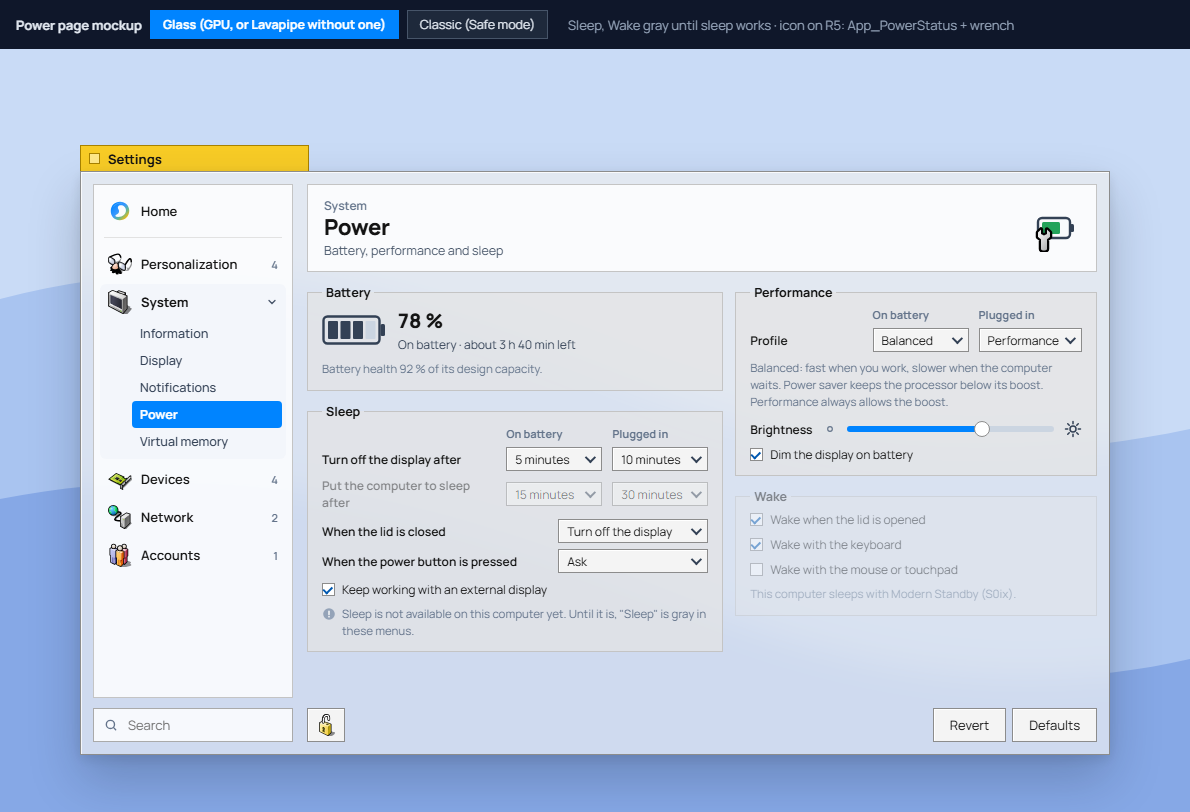 Power page mockup
Glass (GPU, or Lavapipe without one)
Classic (Safe mode)
Sleep, Wake gray until sleep works · icon on R5: App_PowerStatus + wrench
Settings
Home
Personalization 4
System
Information
Display
Notifications
Power
Virtual memory
Devices 4
Network 2
Accounts 1
Search
System
Power
Battery, performance and sleep
Battery
78 %
On battery · about 3 h 40 min left
Battery health 92 % of its design capacity.
Sleep
On battery Plugged in
Turn off the display after 5 minutes 10 minutes
Put the computer to sleep
after
15 minutes 30 minutes
When the lid is closed Turn off the display
When the power button is pressed Ask
Keep working with an external display
Sleep is not available on this computer yet. Until it is, "Sleep" is gray in
these menus.
Performance
On battery Plugged in
Profile Balanced Performance
Balanced: fast when you work, slower when the computer
waits. Power saver keeps the processor below its boost.
Performance always allows the boost.
Brightness
Dim the display on battery
Wake
Wake when the lid is opened
Wake with the keyboard
Wake with the mouse or touchpad
This computer sleeps with Modern Standby (S0ix).
Revert
Defaults